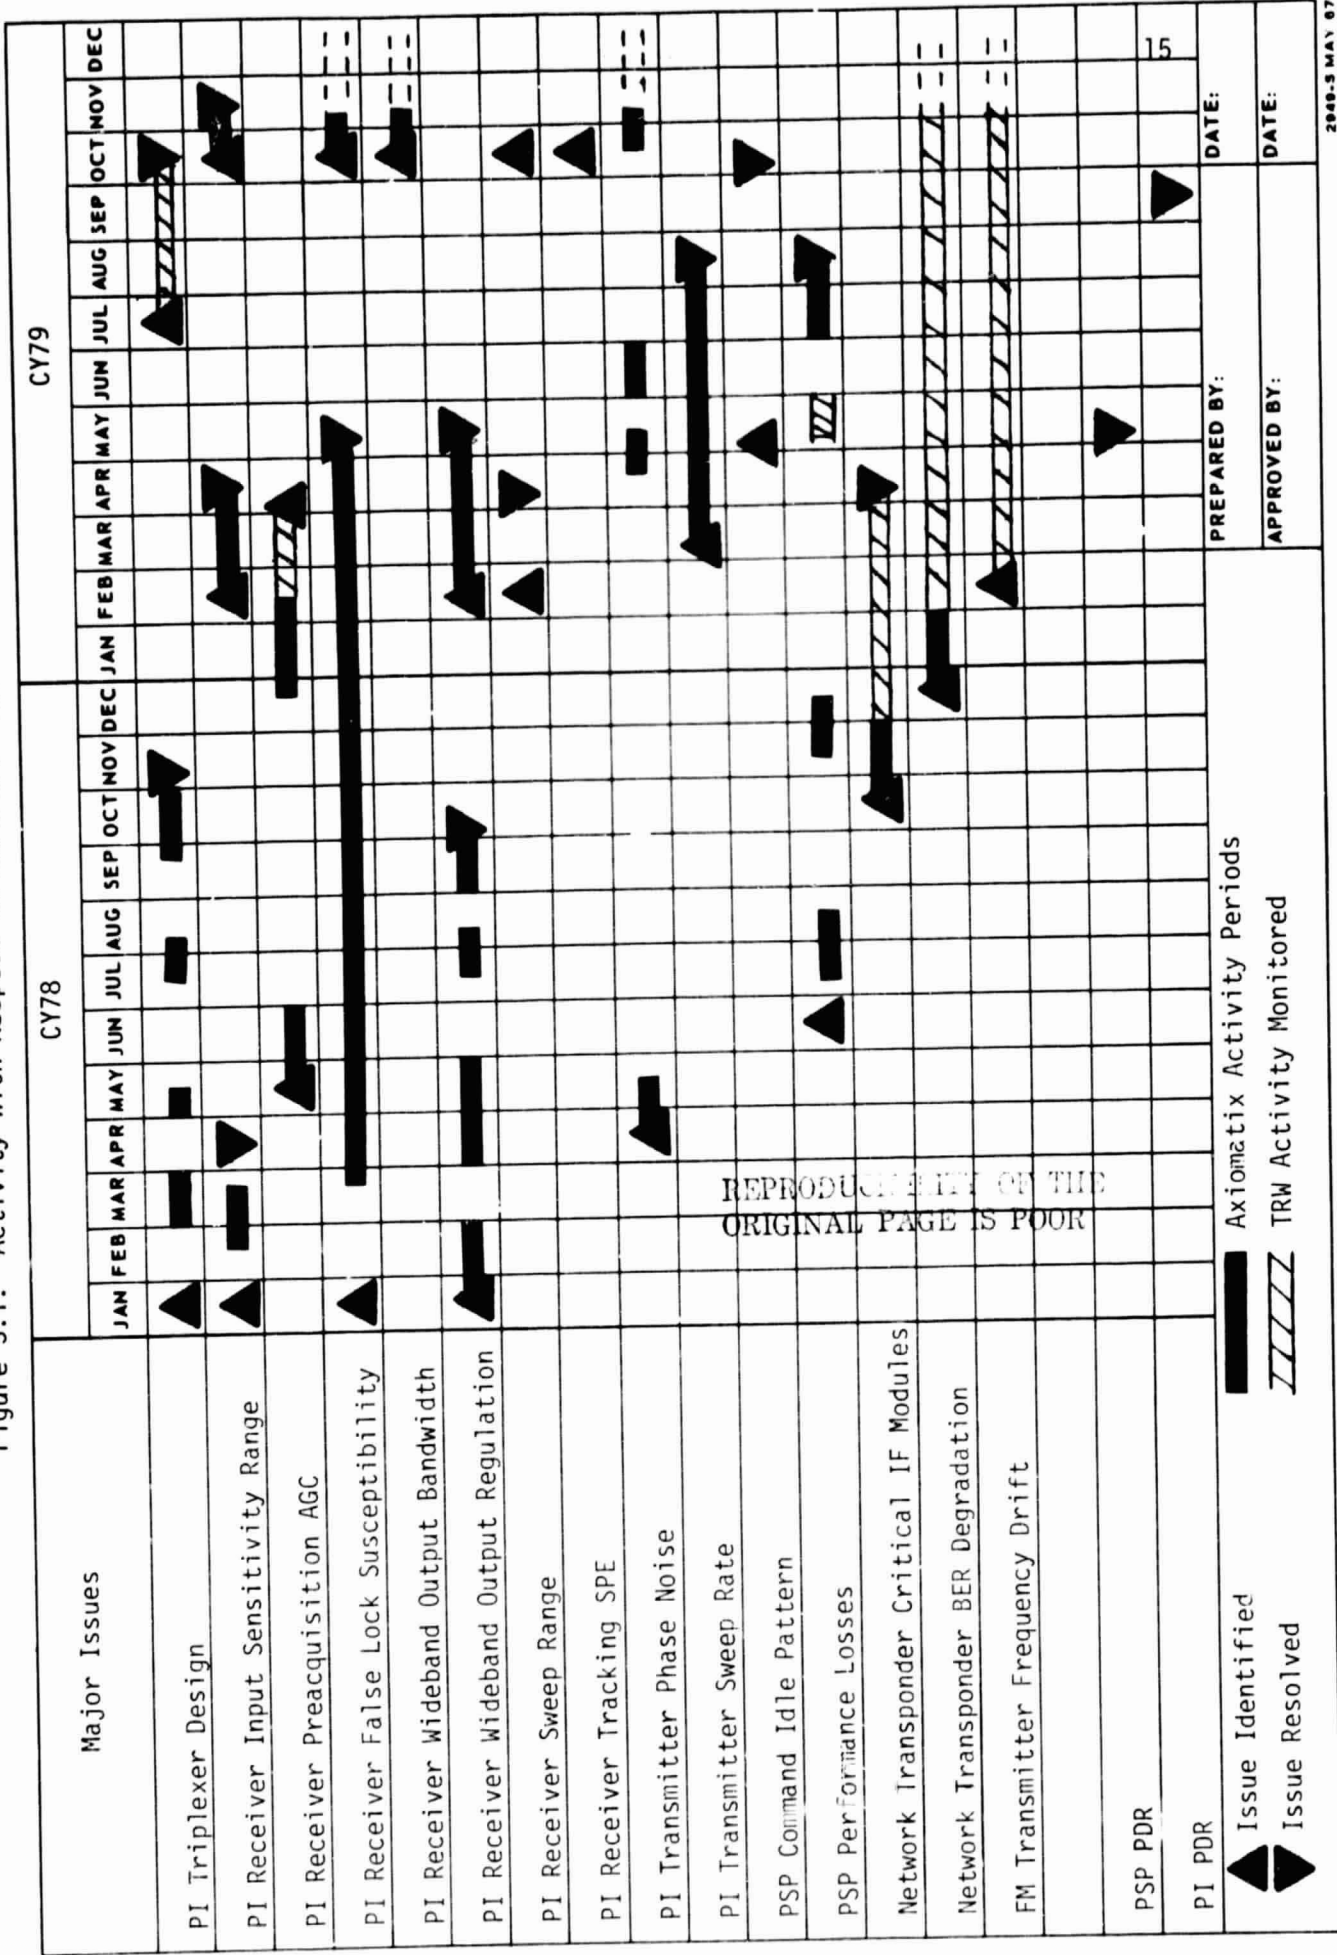 Figure 3.1. Activity With
CY78
CY79
Major Issues
JAN FEB MAR APR MAY JUN JUL AUG SEP OCT NOV DEC JAN FEB MAR APR MAY JUN JUL AUG SEP OCT NOV DEC
PI Triplexer Design
PI Receiver Input Sensitivity Range
PI Receiver Preacquisition AGC
PI Receiver False Lock Susceptibility
PI Receiver Wideband Output Bandwidth
PI Receiver Wideband Output Regulation
PI Receiver Sweep Range
PI Receiver Tracking SPE
PI Transmitter Phase Noise
PI Transmitter Sweep Rate
PSP Command Idle Pattern
PSP Performance Losses
Network Transponder Critical IF Modules
Network Transponder BER Degradation
FM Transmitter Frequency Drift
PSP PDR
PI PDR
REPRODUCIBILITY OF THE
ORIGINAL PAGE IS POOR
15
Issue Identified
Issue Resolved
Axiomatix Activity Periods
TRW Activity Monitored
PREPARED BY:
DATE:
APPROVED BY:
DATE:
2949-S MAY 67